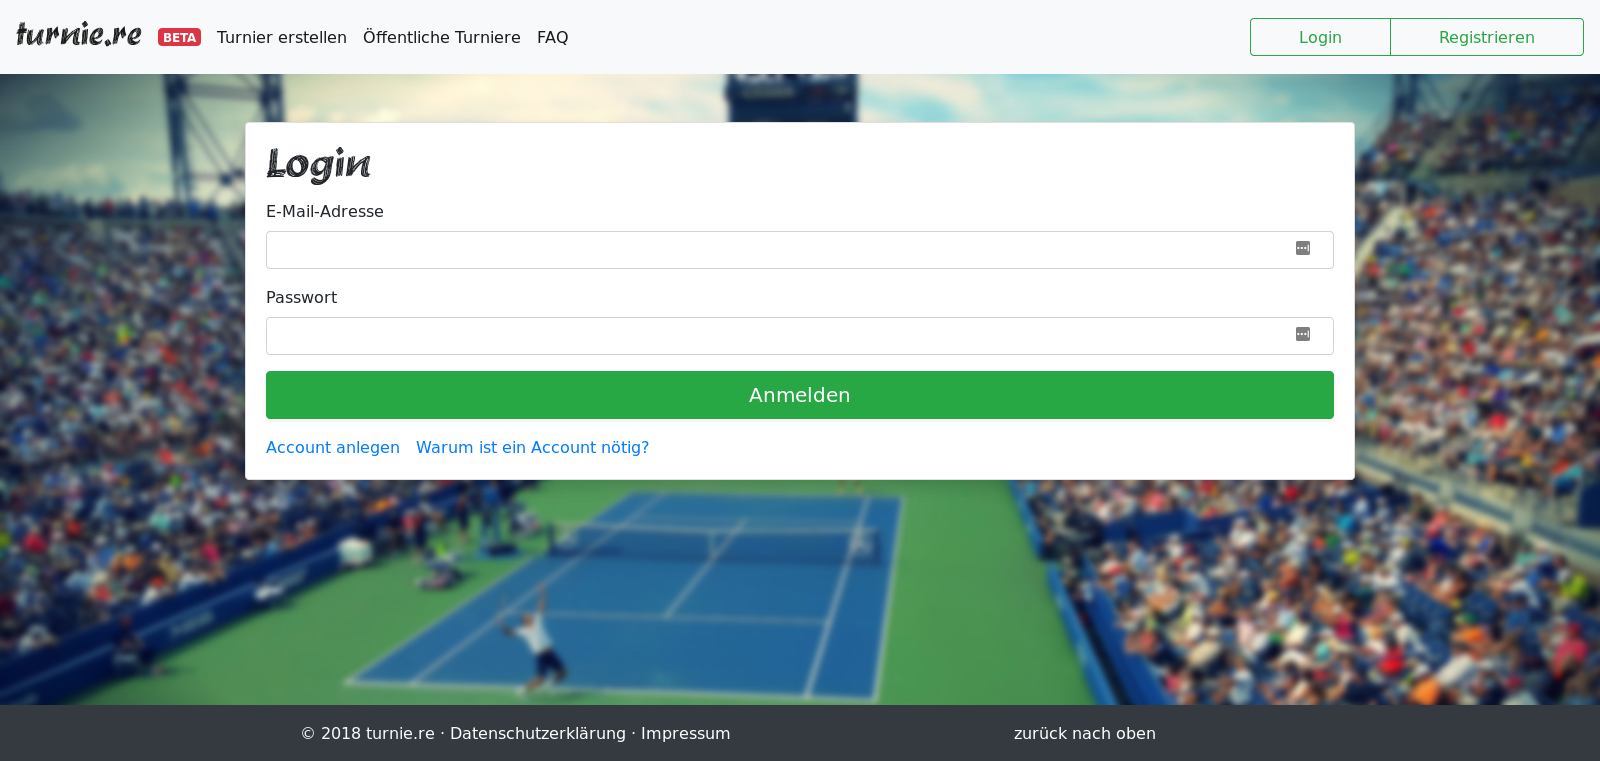 turnie.re BETA Turnier erstellen Öffentliche Turniere FAQ Login Registrieren
Login
E-Mail-Adresse
Passwort
Anmelden
Account anlegen Warum ist ein Account nötig?
© 2018 turnie.re · Datenschutzerklärung · Impressum zurück nach oben